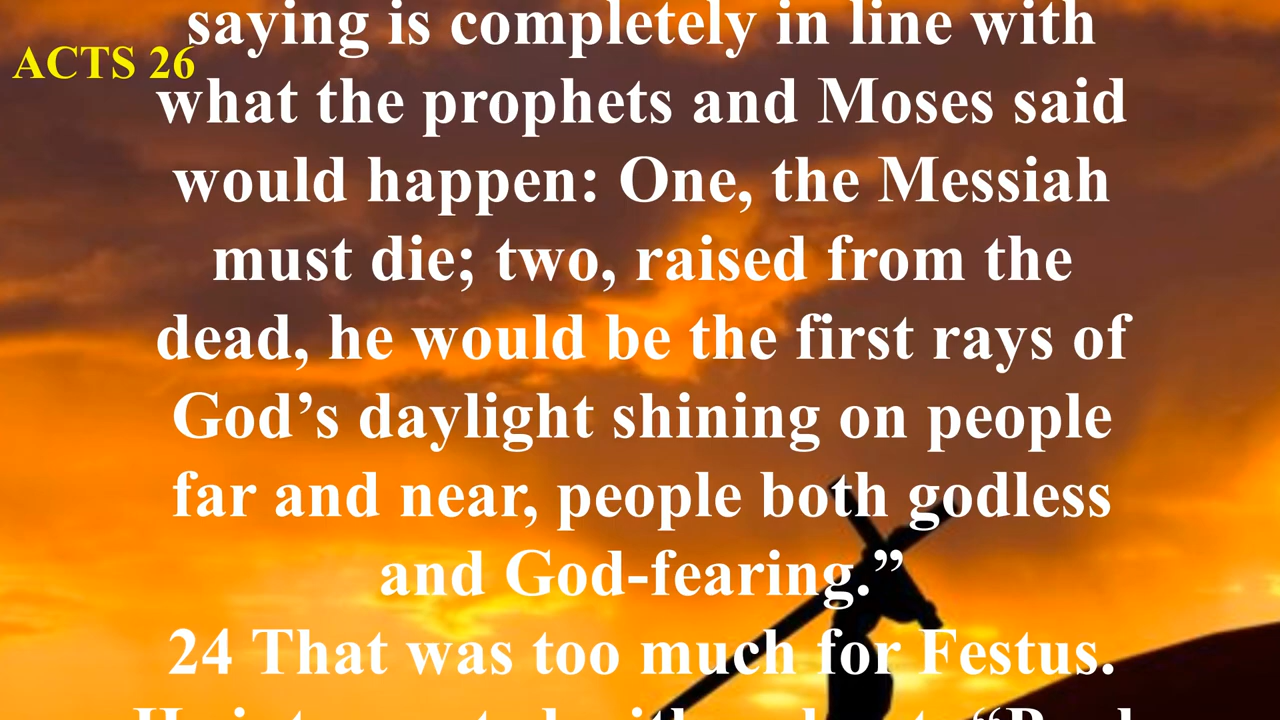 saying is completely in line with
ACTS 26
what the prophets and Moses said
would happen: One, the Messiah
must die; two, raised from the
dead, he would be the first rays of
God’s daylight shining on people
far and near, people both godless
and God-fearing.”
24 That was too much for Festus.